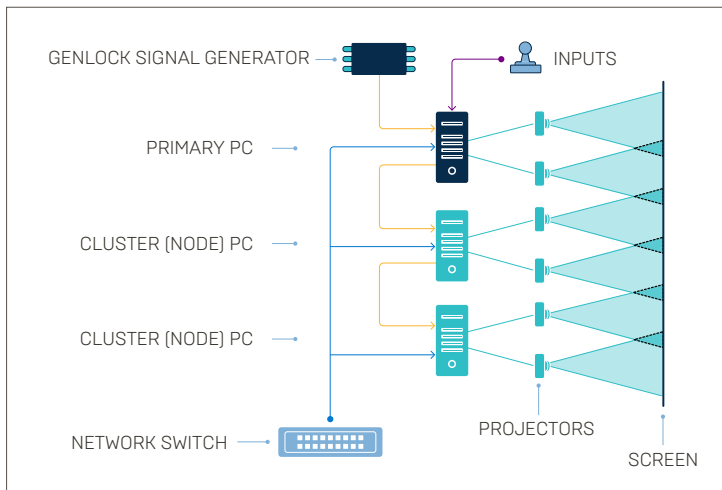 GENLOCK SIGNAL GENERATOR
INPUTS
PRIMARY PC
CLUSTER (NODE) PC
CLUSTER (NODE) PC
NETWORK SWITCH
PROJECTORS
SCREEN